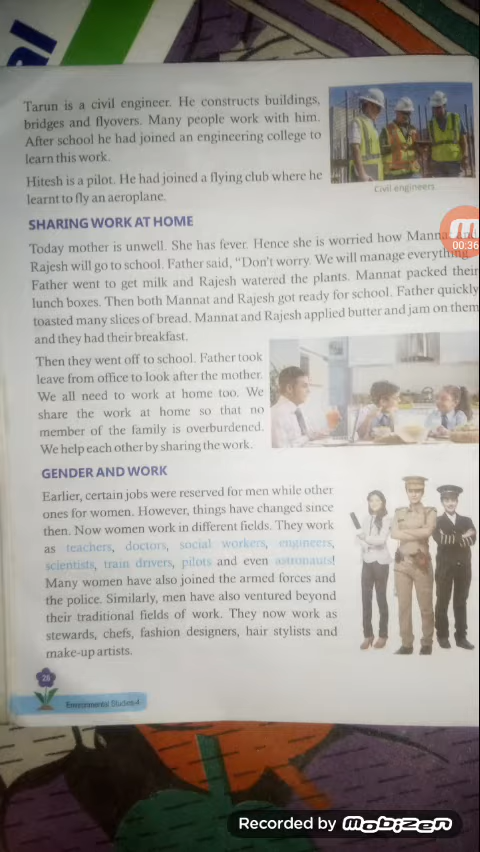 al
Tarun is a civil engineer. He constructs buildings,
bridges and flyovers. Many people work with him.
After school he had joined an engineering college to
learn this work.
Hitesh is a pilot. He had joined a flying club where he
learnt to fly an aeroplane.
Civil engineers
SHARING WORK AT HOME
Today mother is unwell. She has fever. Hence she is worried how Mannat and
Rajesh will go to school. Father said, “Don't worry. We will manage everything
Father went to get milk and Rajesh watered the plants. Mannat packed their
lunch boxes. Then both Mannat and Rajesh got ready for school. Father quickly
toasted many slices of bread. Mannat and Rajesh applied butter and jam on them
and they had their breakfast.
Then they went off to school. Father took
leave from office to look after the mother.
We all need to work at home too. We
share the work at home so that no
member of the family is overburdened.
We help each other by sharing the work.
GENDER AND WORK
Earlier, certain jobs were reserved for men while other
ones for women. However, things have changed since
then. Now women work in different fields. They work
as teachers, doctors, social workers, engineers,
scientists, train drivers, pilots and even astronauts!
Many women have also joined the armed forces and
the police. Similarly, men have also ventured beyond
their traditional fields of work. They now work as
stewards, chefs, fashion designers, hair stylists and
make-up artists.
26
Environmental Studies-4
m
00:36
Recorded by mobizen